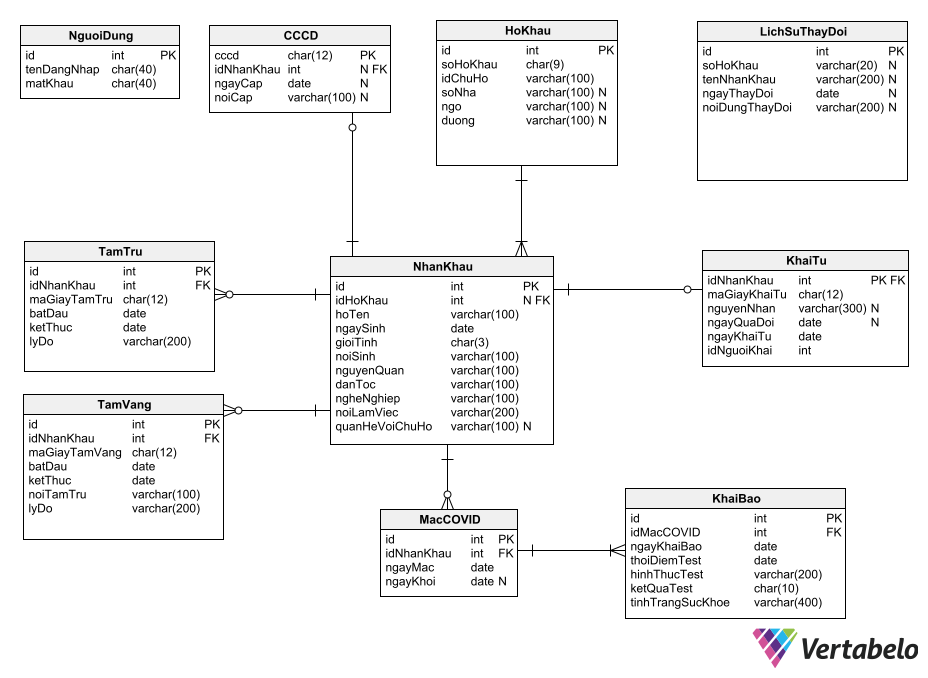 NguoiDung
id int PK
tenDangNhap char(40)
matKhau char(40)
CCCD
cccd char(12) PK
idNhanKhau int N FK
ngayCap date N
noiCap varchar(100) N
HoKhau
id int PK
soHoKhau char(9)
idChuHo varchar(100)
soNha varchar(100) N
ngo varchar(100) N
duong varchar(100) N
LichSuThayDoi
id int PK
soHoKhau varchar(20) N
tenNhanKhau varchar(200) N
ngayThayDoi date N
noiDungThayDoi varchar(200) N
TamTru
id int PK
idNhanKhau int FK
maGiayTamTru char(12)
batDau date
ketThuc date
lyDo varchar(200)
NhanKhau
id int PK
idHoKhau int N FK
hoTen varchar(100)
ngaySinh date
gioiTinh char(3)
noiSinh varchar(100)
nguyenQuan varchar(100)
danToc varchar(100)
ngheNghiep varchar(100)
noiLamViec varchar(200)
quanHeVoiChuHo varchar(100) N
KhaiTu
idNhanKhau int PK FK
maGiayKhaiTu char(12)
nguyenNhan varchar(300) N
ngayQuaDoi date N
ngayKhaiTu date
idNguoiKhai int
TamVang
id int PK
idNhanKhau int FK
maGiayTamVang char(12)
batDau date
ketThuc date
noiTamTru varchar(100)
lyDo varchar(200)
MacCOVID
id int PK
idNhanKhau int FK
ngayMac date
ngayKhoi date N
KhaiBao
id int PK
idMacCOVID int FK
ngayKhaiBao date
thoiDiemTest date
hinhThucTest varchar(200)
ketQuaTest char(10)
tinhTrangSucKhoe varchar(400)
Vertabelo